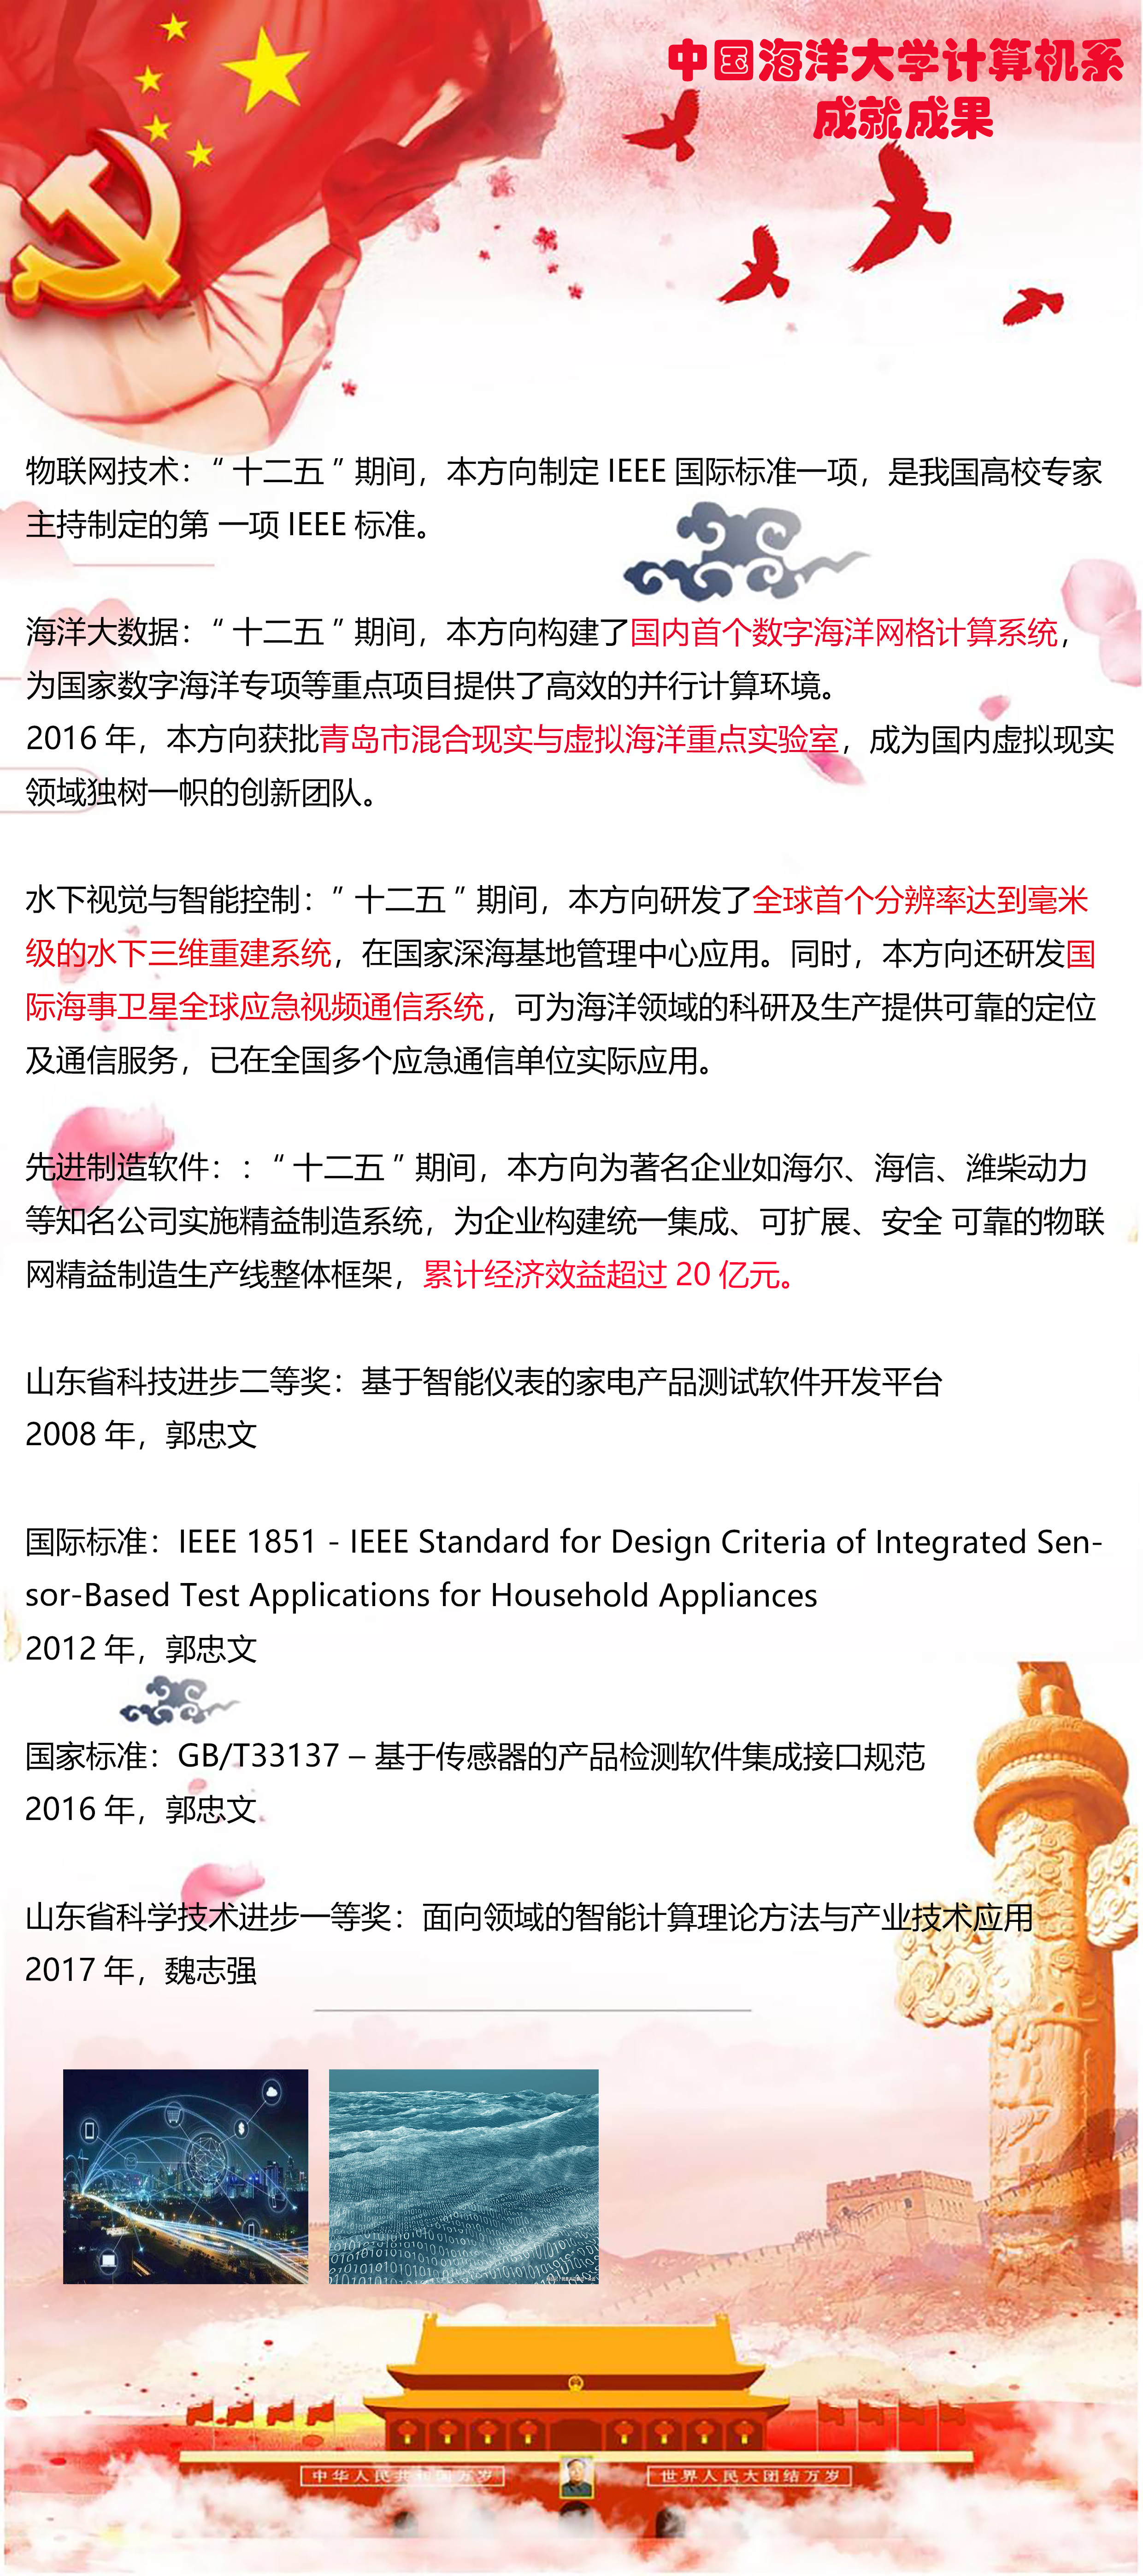 中国海洋大学计算机系
成就成果
物联网技术：“十二五”期间，本方向制定 IEEE 国际标准一项，是我国高校专家
主持制定的第 一项 IEEE 标准。
海洋大数据：“十二五”期间，本方向构建了国内首个数字海洋网格计算系统，
为国家数字海洋专项等重点项目提供了高效的并行计算环境。
2016 年，本方向获批青岛市混合现实与虚拟海洋重点实验室，成为国内虚拟现实
领域独树一帜的创新团队。
水下视觉与智能控制：”十二五”期间，本方向研发了全球首个分辨率达到毫米
级的水下三维重建系统，在国家深海基地管理中心应用。同时，本方向还研发国
际海事卫星全球应急视频通信系统，可为海洋领域的科研及生产提供可靠的定位
及通信服务，已在全国多个应急通信单位实际应用。
先进制造软件：:“十二五”期间，本方向为著名企业如海尔、海信、潍柴动力
等知名公司实施精益制造系统，为企业构建统一集成、可扩展、安全 可靠的物联
网精益制造生产线整体框架，累计经济效益超过 20 亿元。
山东省科技进步二等奖：基于智能仪表的家电产品测试软件开发平台
2008 年，郭忠文
国际标准：IEEE 1851 - IEEE Standard for Design Criteria of Integrated Sen-
sor-Based Test Applications for Household Appliances
2012 年，郭忠文
国家标准：GB/T33137 – 基于传感器的产品检测软件集成接口规范
2016 年，郭忠文
山东省科学技术进步一等奖：面向领域的智能计算理论方法与产业技术应用
2017 年，魏志强
中华人民共和国万岁
世界人民大团结万岁